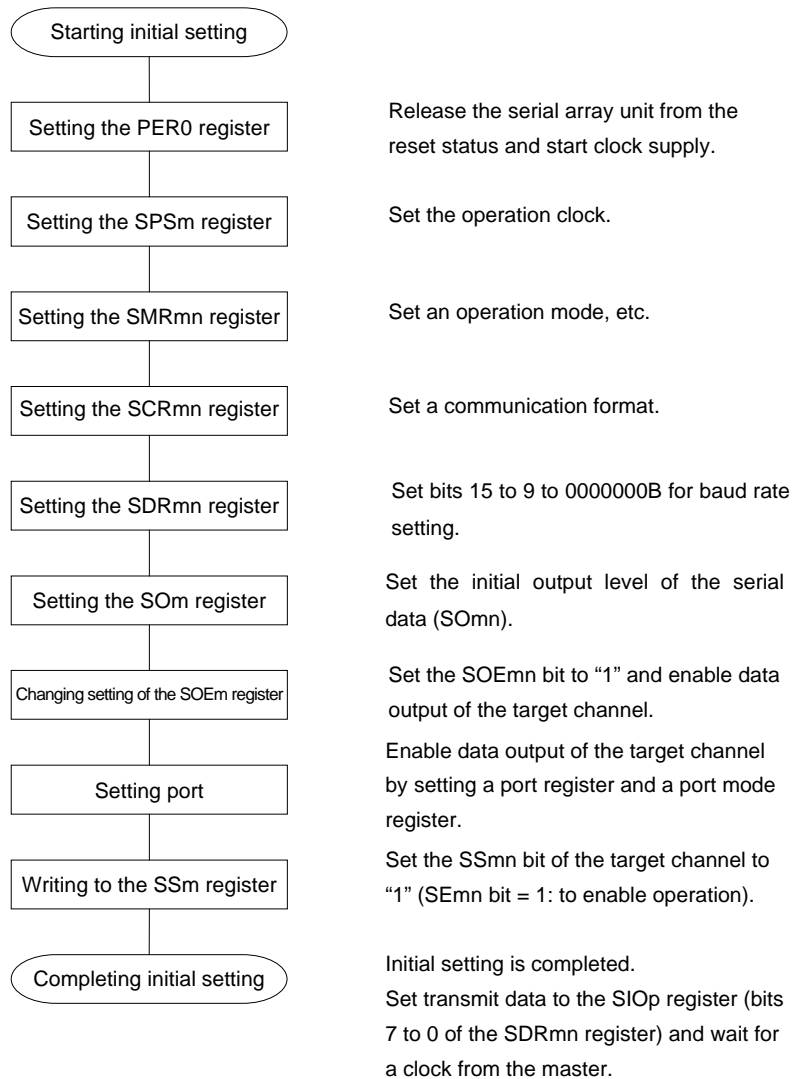 Starting initial setting
Setting the PER0 register
Release the serial array unit from the
reset status and start clock supply.
Setting the SPSm register
Set the operation clock.
Setting the SMRmn register
Set an operation mode, etc.
Setting the SCRmn register
Set a communication format.
Setting the SDRmn register
Set bits 15 to 9 to 0000000B for baud rate
setting.
Setting the SOm register
Set the initial output level of the serial
data (SOmn).
Changing setting of the SOEm register
Set the SOEmn bit to “1” and enable data
output of the target channel.
Setting port
Enable data output of the target channel
by setting a port register and a port mode
register.
Writing to the SSm register
Set the SSmn bit of the target channel to
“1” (SEmn bit = 1: to enable operation).
Completing initial setting
Initial setting is completed.
Set transmit data to the SIOp register (bits
7 to 0 of the SDRmn register) and wait for
a clock from the master.